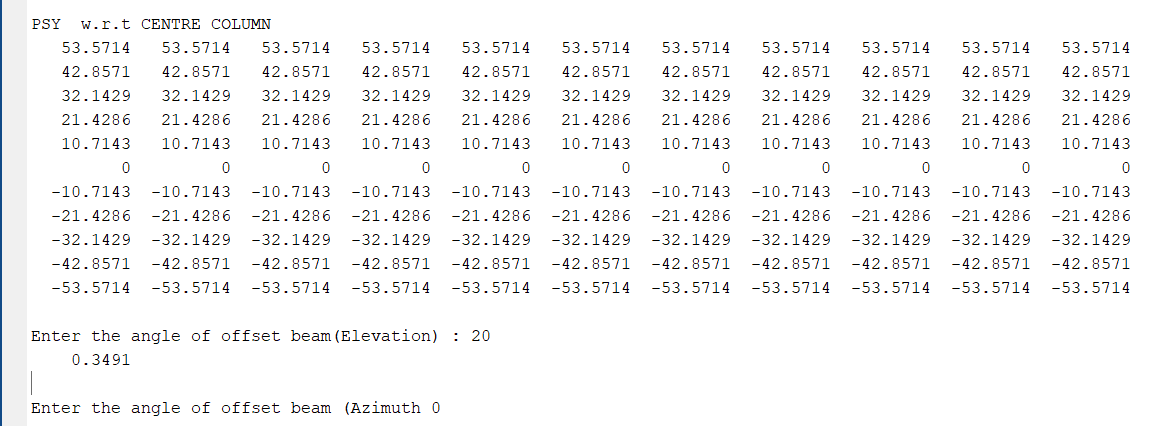 PSY  w.r.t CENTRE COLUMN
53.5714 53.5714 53.5714 53.5714 53.5714 53.5714 53.5714 53.5714 53.5714 53.5714 53.5714
42.8571 42.8571 42.8571 42.8571 42.8571 42.8571 42.8571 42.8571 42.8571 42.8571 42.8571
32.1429 32.1429 32.1429 32.1429 32.1429 32.1429 32.1429 32.1429 32.1429 32.1429 32.1429
21.4286 21.4286 21.4286 21.4286 21.4286 21.4286 21.4286 21.4286 21.4286 21.4286 21.4286
10.7143 10.7143 10.7143 10.7143 10.7143 10.7143 10.7143 10.7143 10.7143 10.7143 10.7143
0 0 0 0 0 0 0 0 0 0 0
-10.7143 -10.7143 -10.7143 -10.7143 -10.7143 -10.7143 -10.7143 -10.7143 -10.7143 -10.7143 -10.7143
-21.4286 -21.4286 -21.4286 -21.4286 -21.4286 -21.4286 -21.4286 -21.4286 -21.4286 -21.4286 -21.4286
-32.1429 -32.1429 -32.1429 -32.1429 -32.1429 -32.1429 -32.1429 -32.1429 -32.1429 -32.1429 -32.1429
-42.8571 -42.8571 -42.8571 -42.8571 -42.8571 -42.8571 -42.8571 -42.8571 -42.8571 -42.8571 -42.8571
-53.5714 -53.5714 -53.5714 -53.5714 -53.5714 -53.5714 -53.5714 -53.5714 -53.5714 -53.5714 -53.5714
Enter the angle of offset beam(Elevation) : 20
0.3491
Enter the angle of offset beam (Azimuth 0